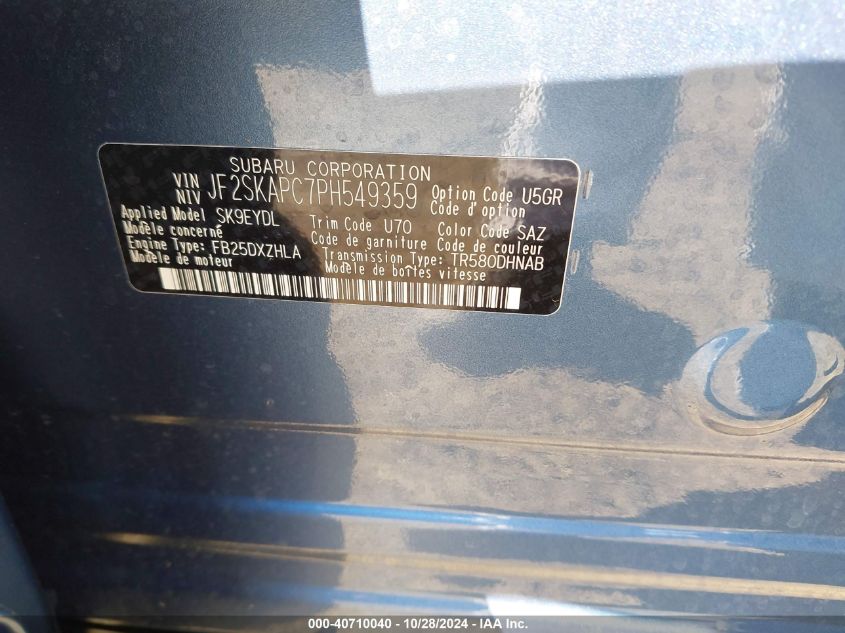 SUBARU CORPORATION
VIN
NIV JF2SKAPC7PH549359 Option Code U5GR
Code d'option
Applied Model SK9EYDL Trim Code U70 Color Code SAZ
Modèle concerné Code de garniture Code de couleur
Engine Type: FB25DXZHLA Transmission Type: TR580DHNAB
Modèle de moteur Modèle de boîtes vitesse
000-40710040 - 10/28/2024 - IAA Inc.